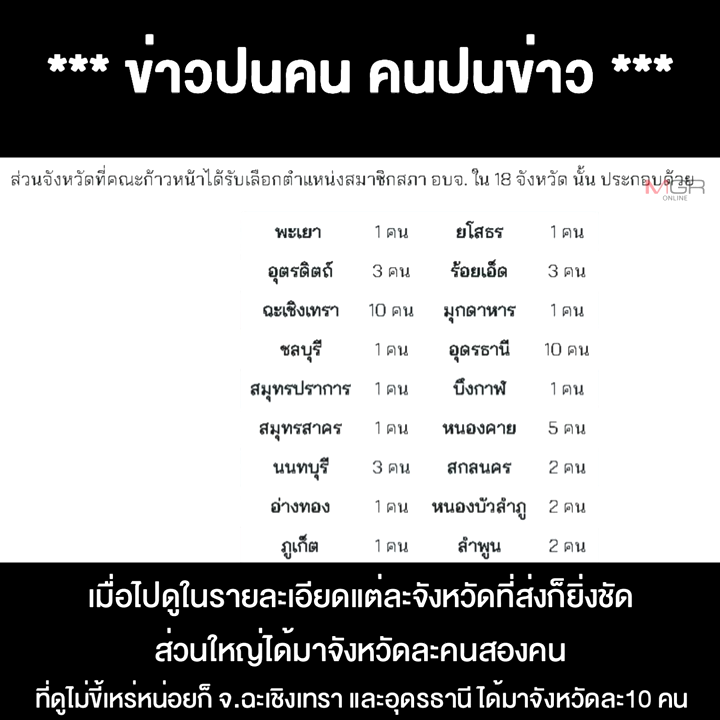 *** ข่าวปนคน คนปนข่าว ***
ส่วนจังหวัดที่คณะก้าวหน้าได้รับเลือกตำแหน่งสมาชิกสภา อบจ. ใน 18 จังหวัด นั้น ประกอบด้วย
MGR
ONLINE
พะเยา 1 คน ยโสธร 1 คน
อุตรดิตถ์ 3 คน ร้อยเอ็ด 3 คน
ฉะเชิงเทรา 10 คน มุกดาหาร 1 คน
ชลบุรี 1 คน อุดรธานี 10 คน
สมุทรปราการ 1 คน บึงกาฬ 1 คน
สมุทรสาคร 1 คน หนองคาย 5 คน
นนทบุรี 3 คน สกลนคร 2 คน
อ่างทอง 1 คน หนองบัวลำภู 2 คน
ภูเก็ต 1 คน ลำพูน 2 คน
เมื่อไปดูในรายละเอียดแต่ละจังหวัดที่ส่งก็ยิ่งชัด
ส่วนใหญ่ได้มาจังหวัดละคนสองคน
ที่ดูไม่ขี้เหร่หน่อยก็ จ.ฉะเชิงเทรา และอุดรธานี ได้มาจังหวัดละ10 คน